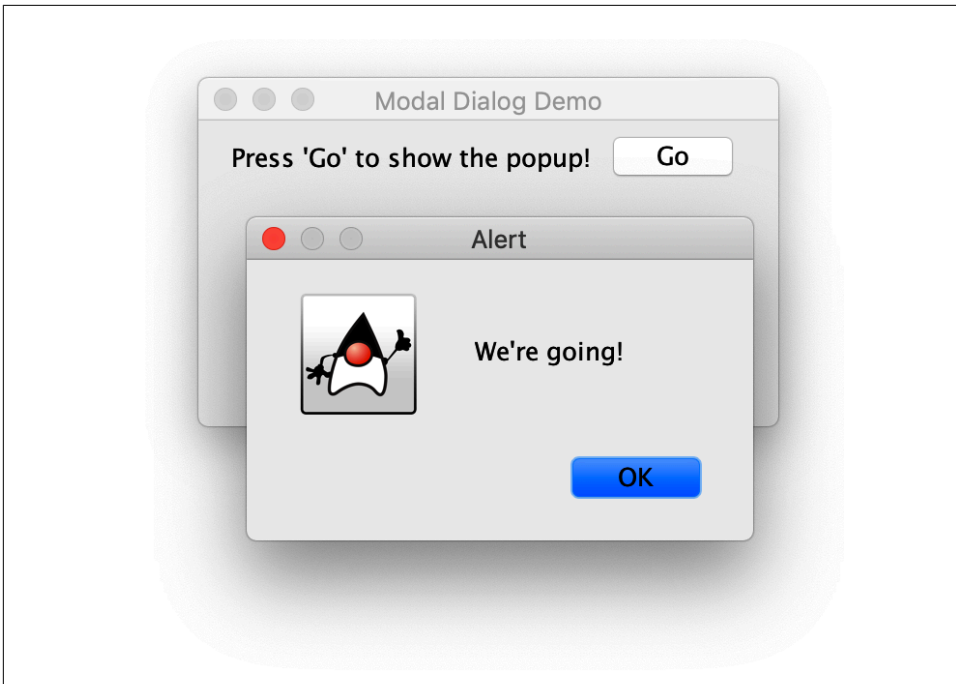 Modal Dialog Demo
Press 'Go' to show the popup! Go
Alert
We're going!
OK